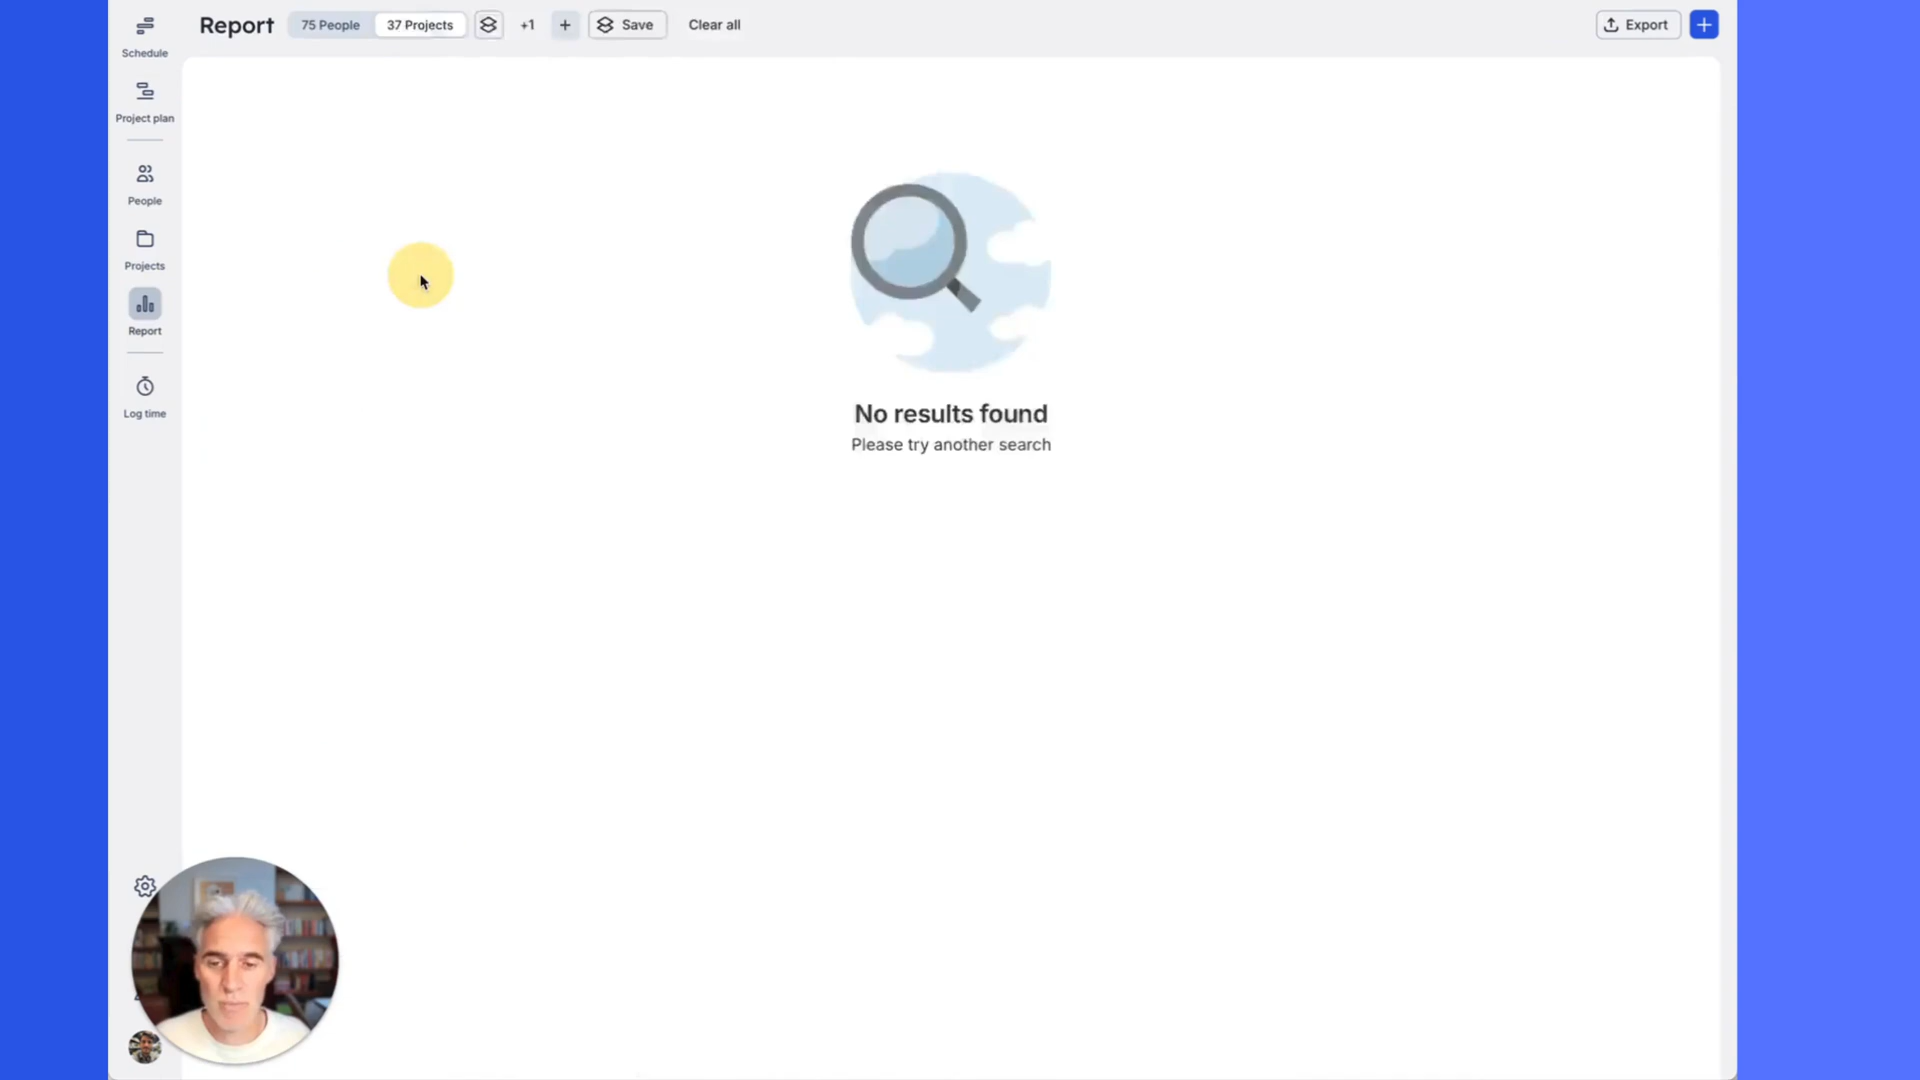 Schedule
Project plan
People
Projects
Report
Log time
Report
75 People
37 Projects
+1
+
Save
Clear all
Export
+
No results found
Please try another search